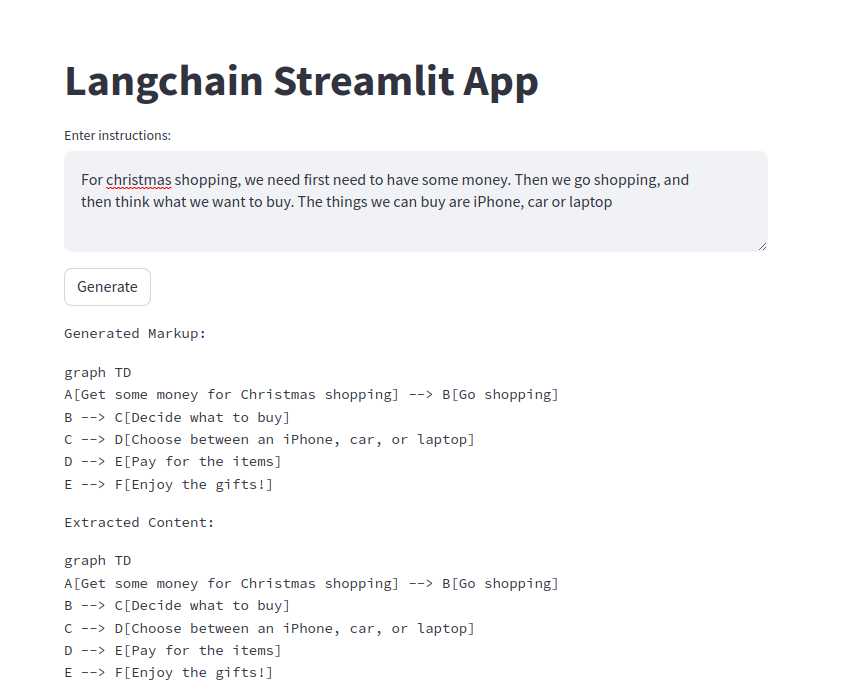 Langchain Streamlit App
Enter instructions:
For christmas shopping, we need first need to have some money. Then we go shopping, and
then think what we want to buy. The things we can buy are iPhone, car or laptop
Generate
Generated Markup:
graph TD
A[Get some money for Christmas shopping] --> B[Go shopping]
B --> C[Decide what to buy]
C --> D[Choose between an iPhone, car, or laptop]
D --> E[Pay for the items]
E --> F[Enjoy the gifts!]
Extracted Content:
graph TD
A[Get some money for Christmas shopping] --> B[Go shopping]
B --> C[Decide what to buy]
C --> D[Choose between an iPhone, car, or laptop]
D --> E[Pay for the items]
E --> F[Enjoy the gifts!]